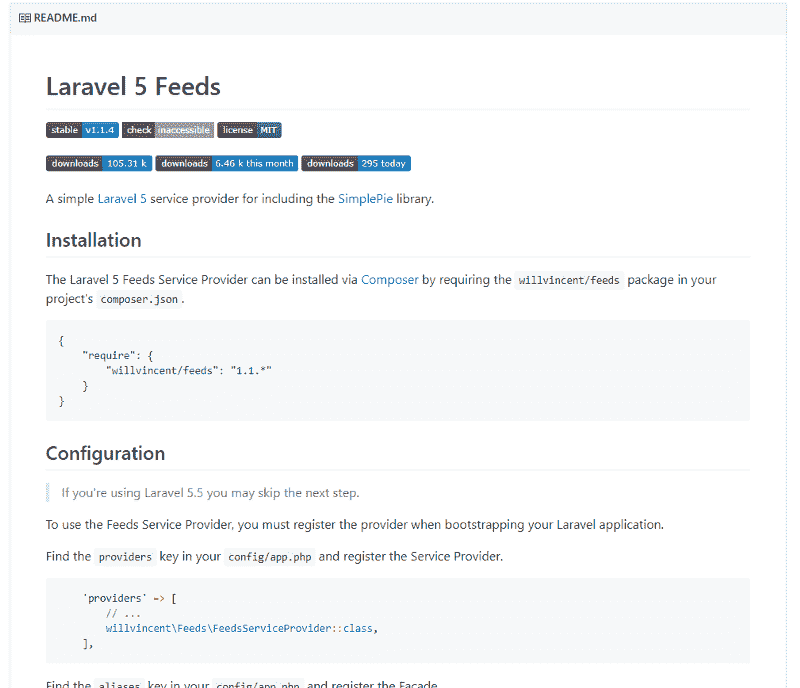 README.md
Laravel 5 Feeds
stable v1.1.4 check inaccessible license MIT
downloads 105.31 k downloads 6.46 k this month downloads 295 today
A simple Laravel 5 service provider for including the SimplePie library.
Installation
The Laravel 5 Feeds Service Provider can be installed via Composer by requiring the willvincent/feeds package in your
project's composer.json .
{
"require": {
"willvincent/feeds": "1.1.*"
}
}
Configuration
If you're using Laravel 5.5 you may skip the next step.
To use the Feeds Service Provider, you must register the provider when bootstrapping your Laravel application.
Find the providers key in your config/app.php and register the Service Provider.
'providers' => [
// ...
willvincent\Feeds\FeedsServiceProvider::class,
],
Find the aliases key in your config/app.php and register the Facade.